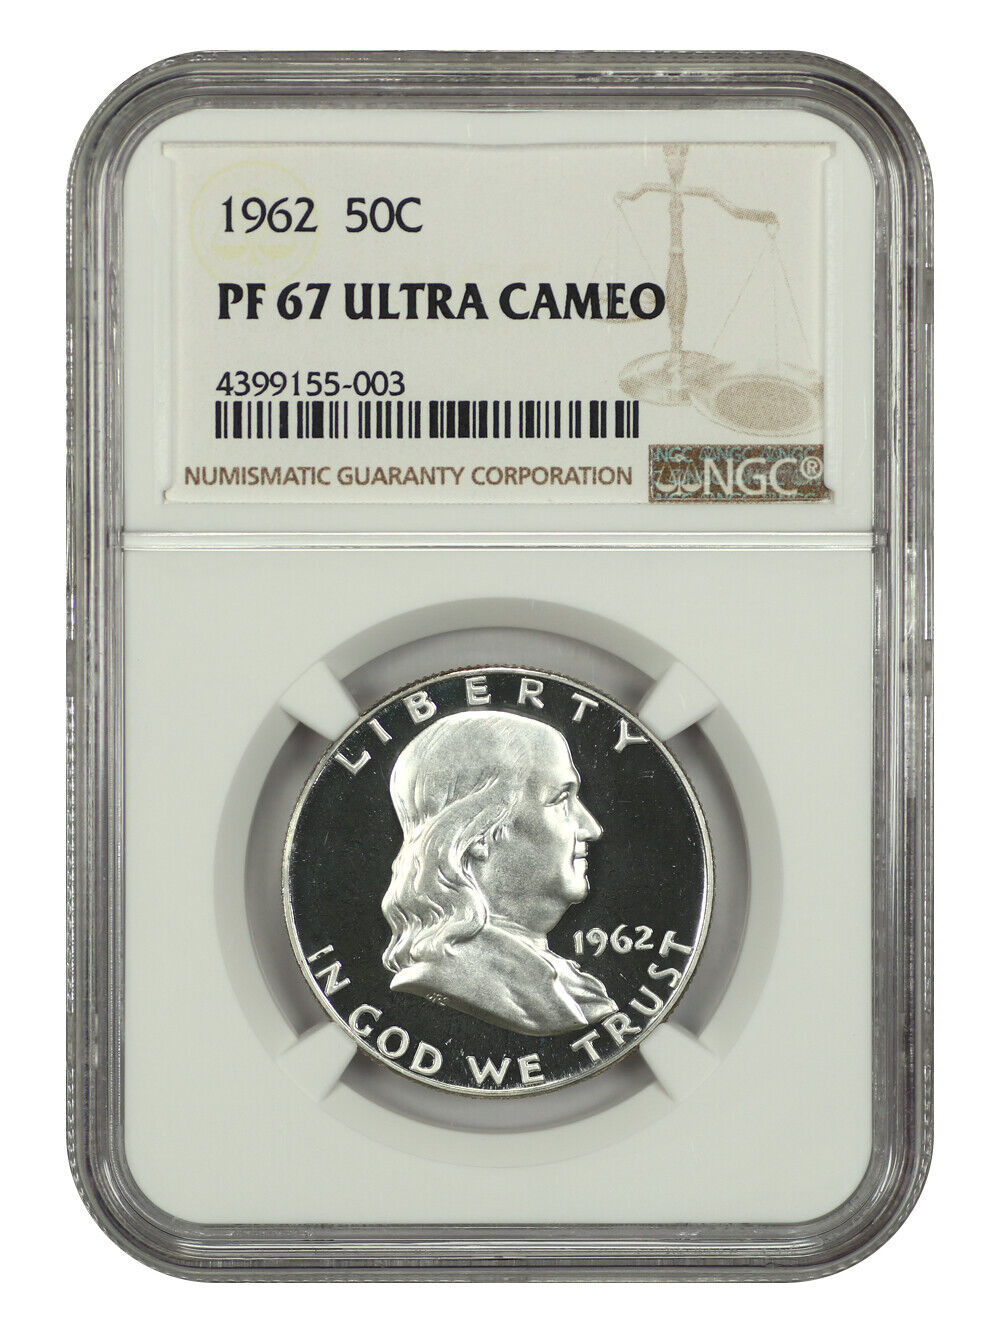 1962 50C
PF 67 ULTRA CAMEO
4399155-003
NUMISMATIC GUARANTY CORPORATION
NGC®
LIBERTY
1962
IN GOD WE TRUST